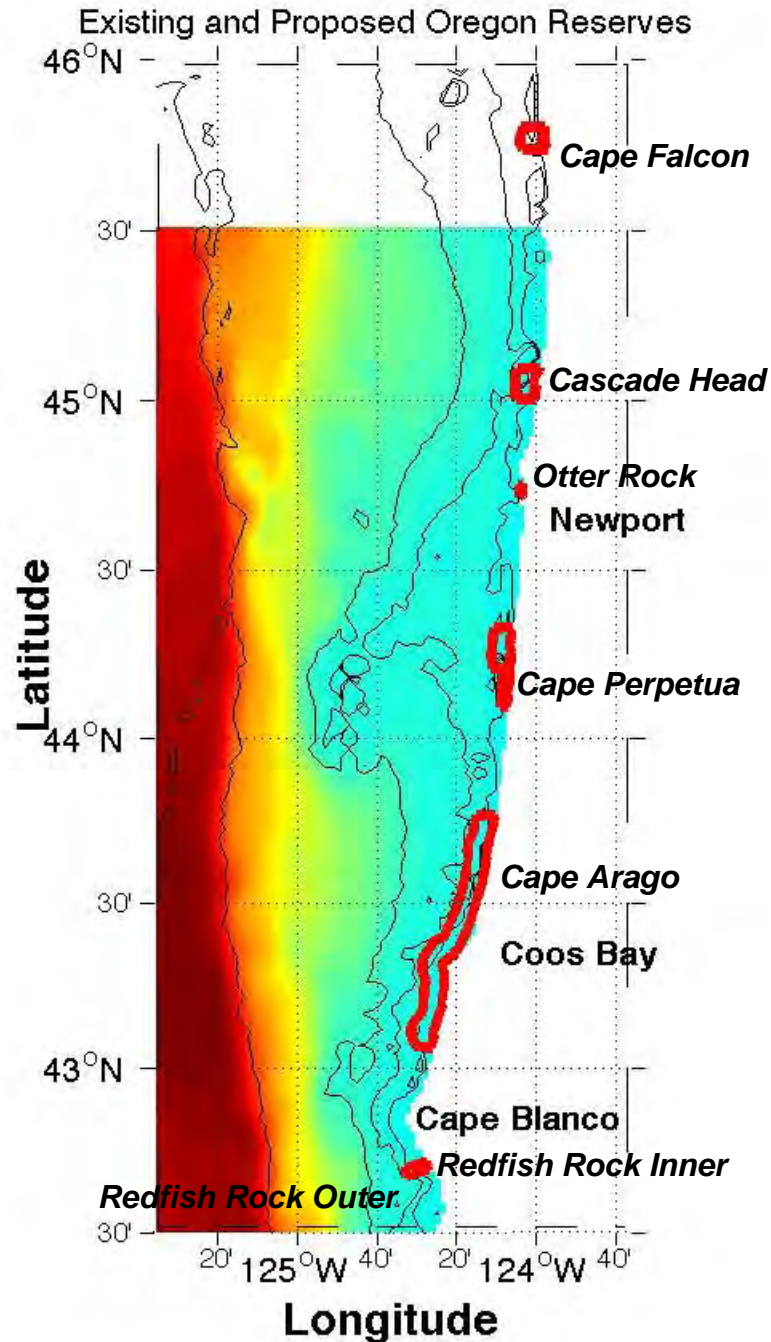 Existing and Proposed Oregon Reserves
46°N
Cape Falcon
30'
Cascade Head
45°N
Otter Rock
Newport
30'
Latitude
Cape Perpetua
44°N
Cape Arago
30'
Coos Bay
43°N
Cape Blanco
Redfish Rock Inner
Redfish Rock Outer
30'
20' 125°W 40' 20' 124°W 40'
Longitude